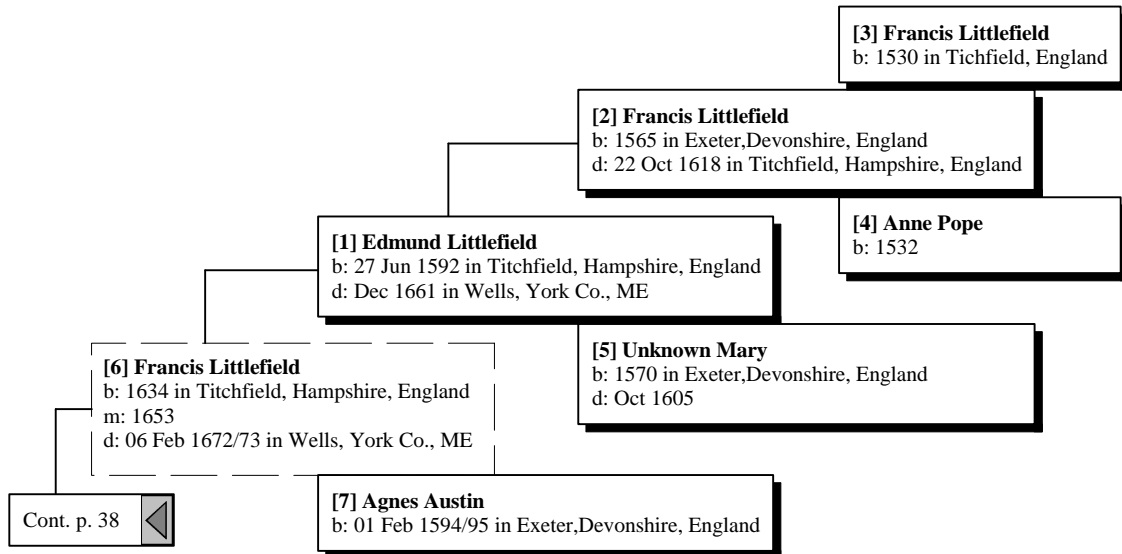 [3] Francis Littlefield
b: 1530 in Tichfield, England
[2] Francis Littlefield
b: 1565 in Exeter,Devonshire, England
d: 22 Oct 1618 in Titchfield, Hampshire, England
[4] Anne Pope
b: 1532
[1] Edmund Littlefield
b: 27 Jun 1592 in Titchfield, Hampshire, England
d: Dec 1661 in Wells, York Co., ME
[5] Unknown Mary
b: 1570 in Exeter,Devonshire, England
d: Oct 1605
[6] Francis Littlefield
b: 1634 in Titchfield, Hampshire, England
m: 1653
d: 06 Feb 1672/73 in Wells, York Co., ME
[7] Agnes Austin
b: 01 Feb 1594/95 in Exeter,Devonshire, England
Cont. p. 38